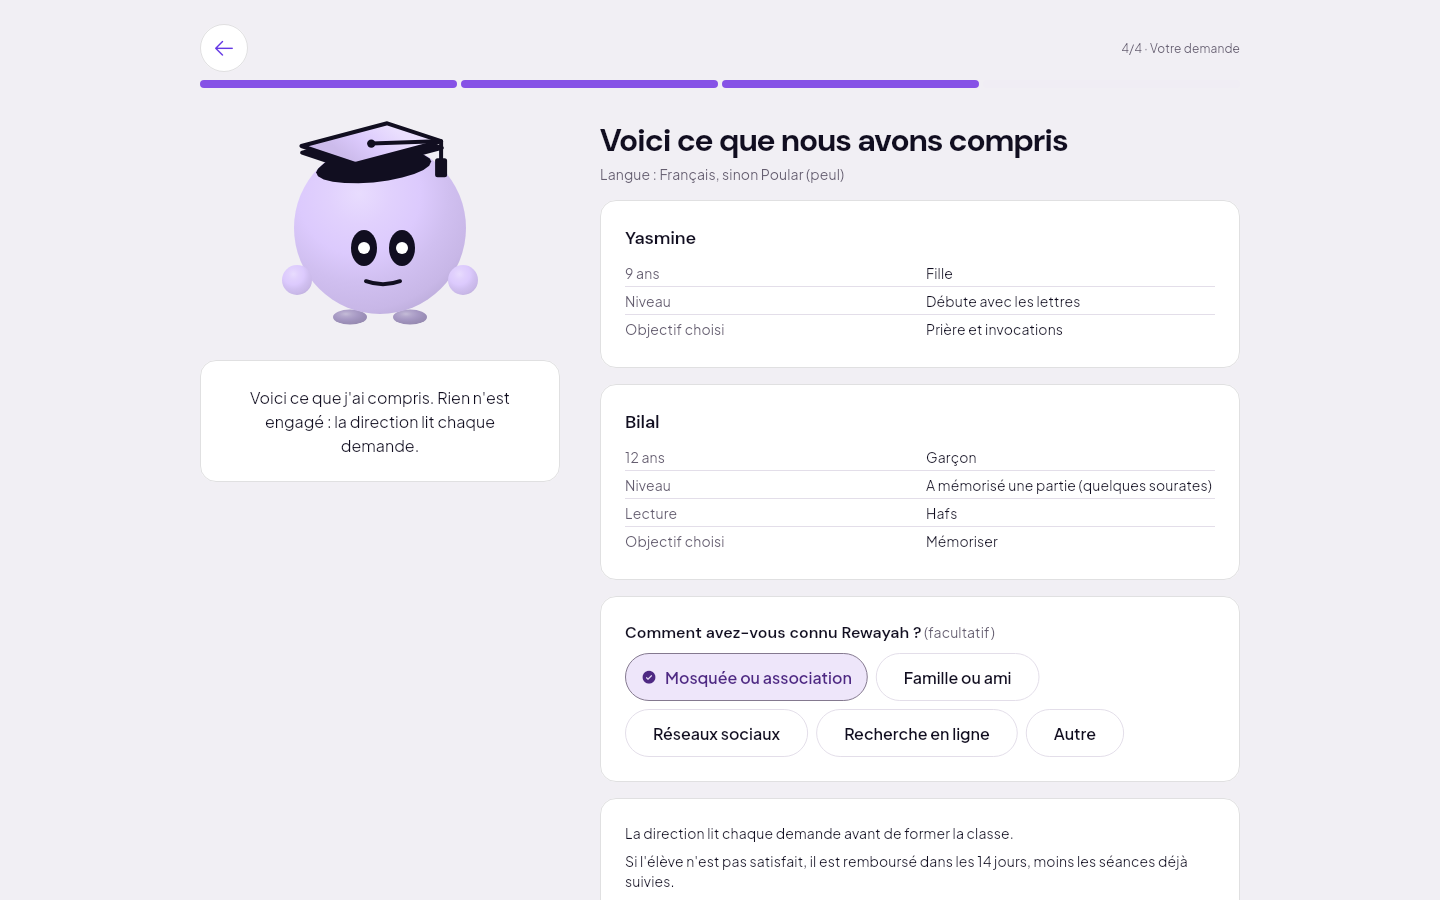 4/4 · Votre demande
Voici ce que j'ai compris. Rien n'est
engagé : la direction lit chaque
demande.
Voici ce que nous avons compris
Langue : Français, sinon Poular (peul)
Yasmine
9 ans Fille
Niveau Débute avec les lettres
Objectif choisi Prière et invocations
Bilal
12 ans Garçon
Niveau A mémorisé une partie (quelques sourates)
Lecture Hafs
Objectif choisi Mémoriser
Comment avez-vous connu Rewayah ? (facultatif)
Mosquée ou association Famille ou ami
Réseaux sociaux Recherche en ligne Autre
La direction lit chaque demande avant de former la classe.
Si l'élève n'est pas satisfait, il est remboursé dans les 14 jours, moins les séances déjà
suivies.